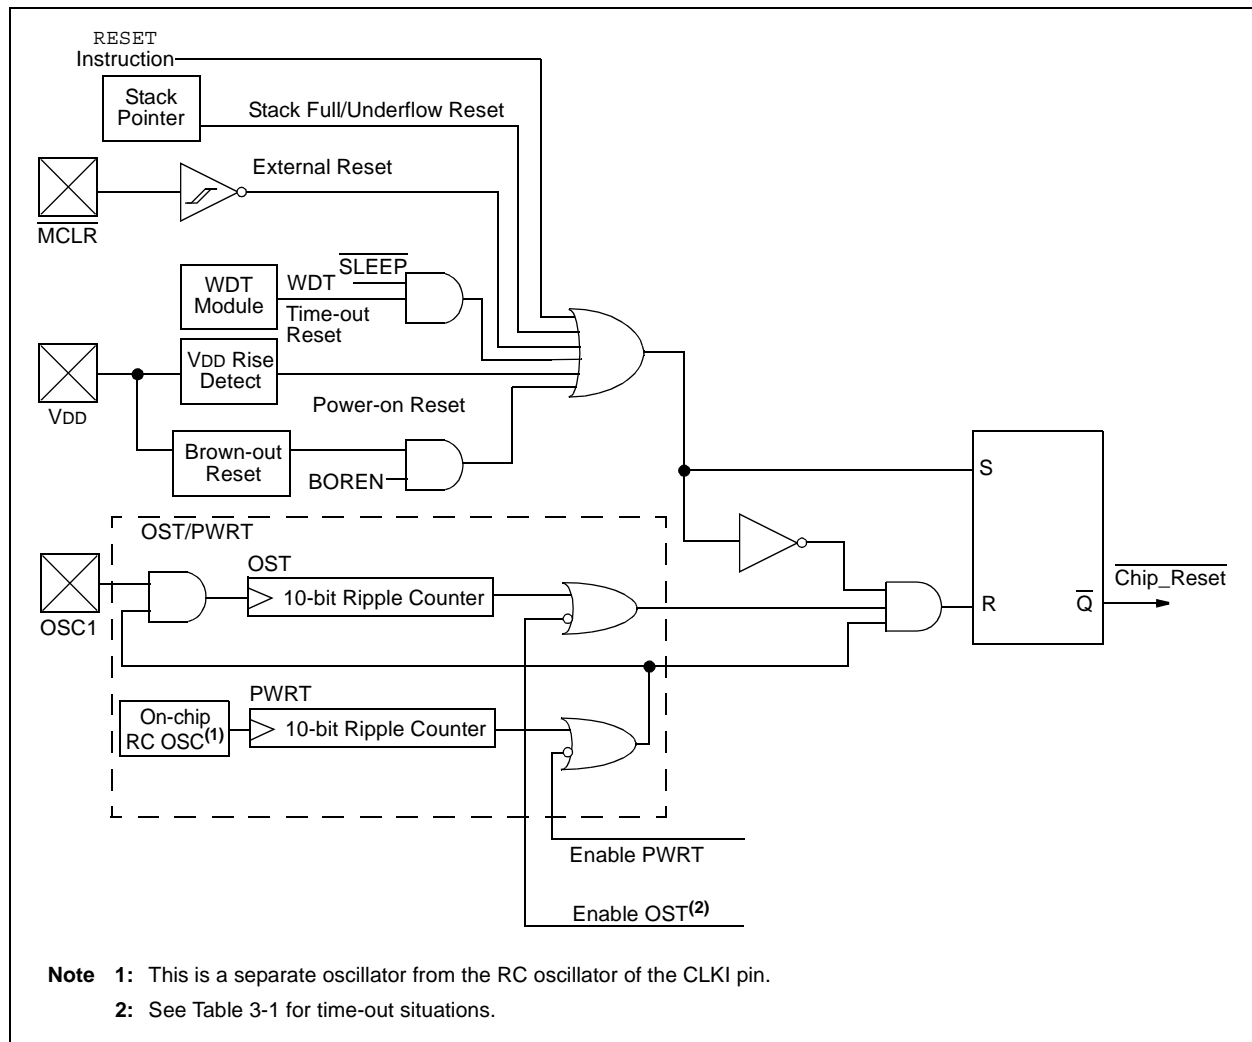 RESET
Instruction
Stack
Pointer
Stack Full/Underflow Reset
External Reset
MCLR
SLEEP
WDT
Module
WDT
Time-out
Reset
VDD Rise
Detect
VDD
Power-on Reset
Brown-out
Reset
BOREN
S
OST/PWRT
OST
10-bit Ripple Counter
OSC1
Chip_Reset
R
Q
PWRT
On-chip
RC OSC(1)
10-bit Ripple Counter
Enable PWRT
Enable OST(2)
Note 1: This is a separate oscillator from the RC oscillator of the CLKI pin.
2: See Table 3-1 for time-out situations.